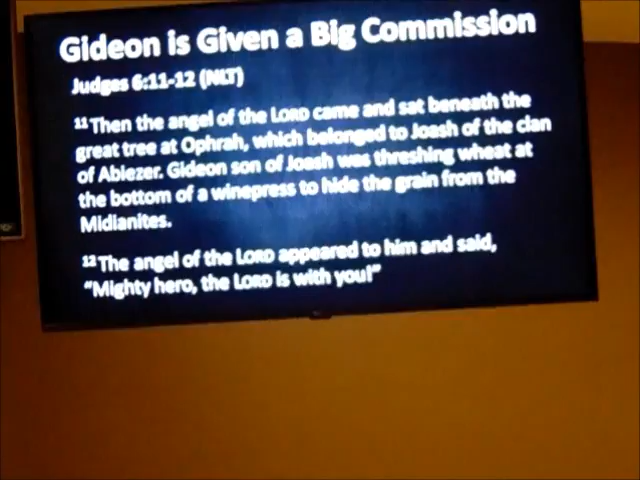 Gideon is Given a Big Commission
Judges 6:11-12 (NLT)
11 Then the angel of the LORD came and sat beneath the
great tree at Ophrah, which belonged to Joash of the clan
of Abiezer. Gideon son of Joash was threshing wheat at
the bottom of a winepress to hide the grain from the
Midianites.
12 The angel of the LORD appeared to him and said,
“Mighty hero, the LORD is with you!”